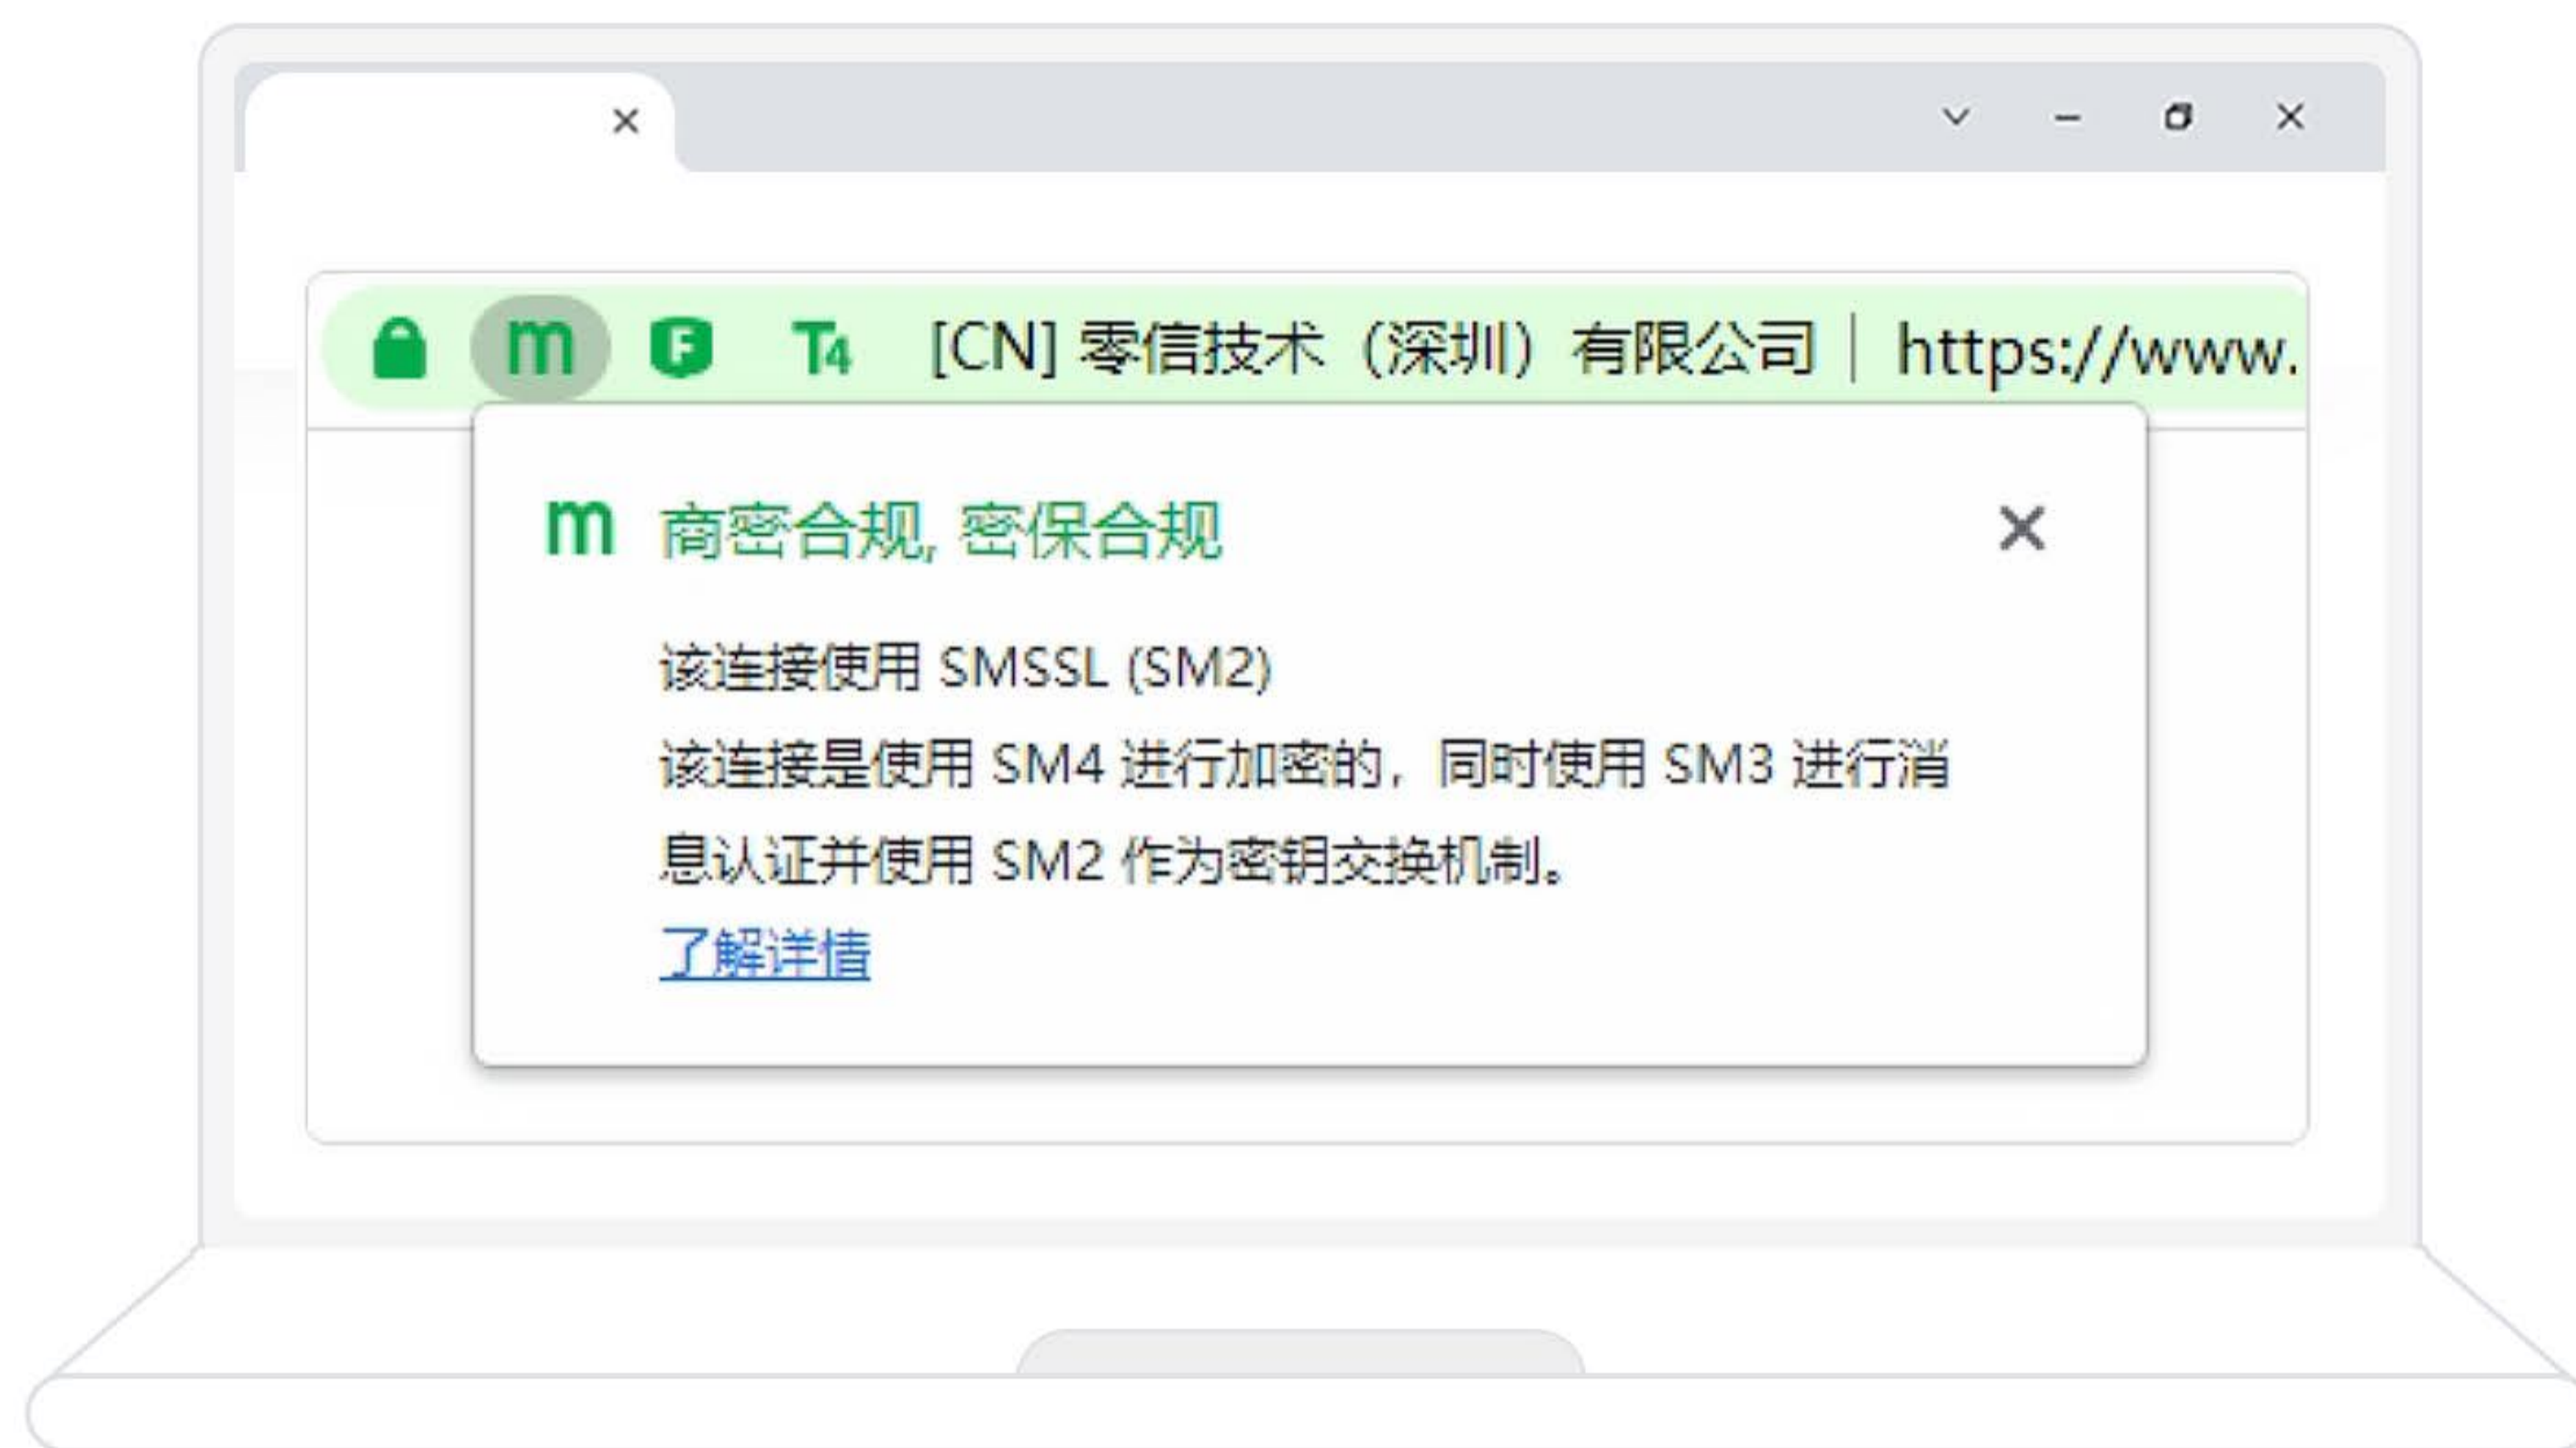 m F T4 [CN] 零信技术（深圳）有限公司 | https://www.
m 商密合规, 密保合规
该连接使用 SMSSL (SM2)
该连接是使用 SM4 进行加密的，同时使用 SM3 进行消
息认证并使用 SM2 作为密钥交换机制。
了解详情